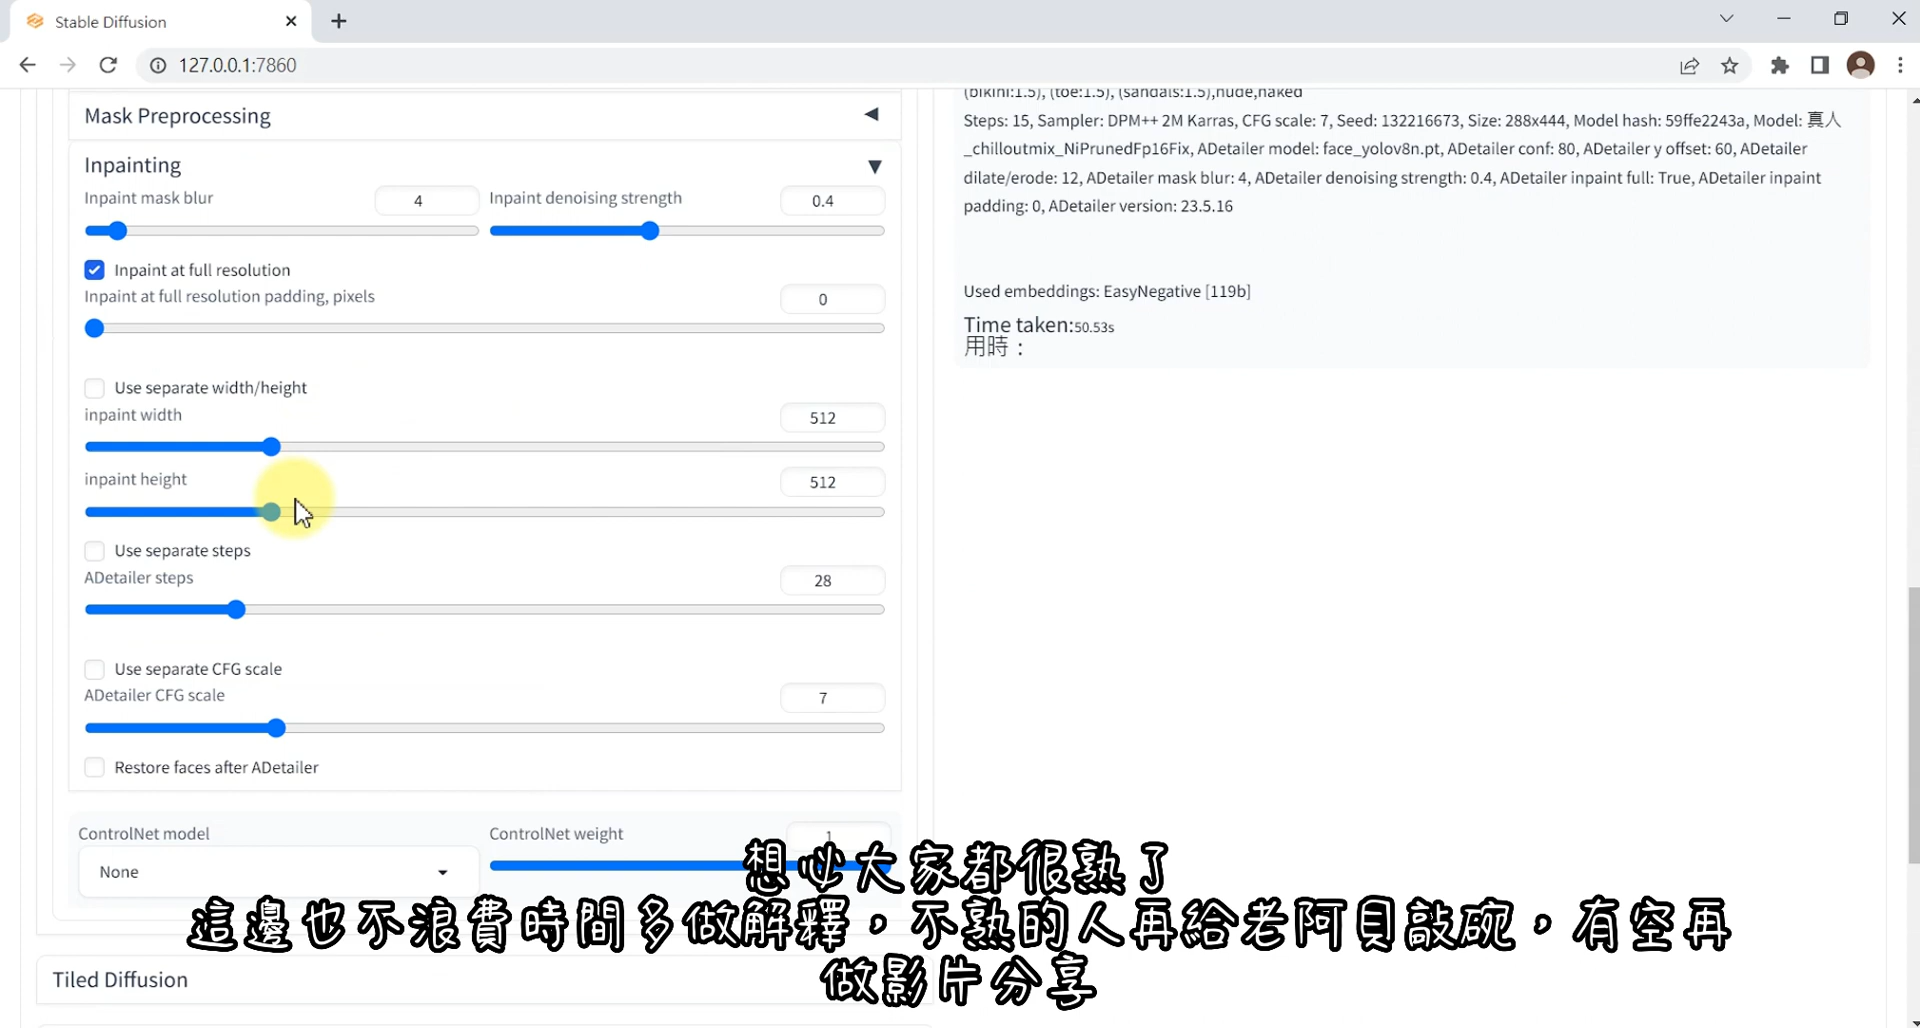 Stable Diffusion
127.0.0.1:7860
Mask Preprocessing
Inpainting
Inpaint mask blur
4
Inpaint denoising strength
0.4
Inpaint at full resolution
Inpaint at full resolution padding, pixels
0
Use separate width/height
inpaint width
512
inpaint height
512
Use separate steps
ADetailer steps
28
Use separate CFG scale
ADetailer CFG scale
7
Restore faces after ADetailer
ControlNet model
None
ControlNet weight
1
Tiled Diffusion
(bikini:1.5), (toe:1.5), (sandals:1.5),nude,naked
Steps: 15, Sampler: DPM++ 2M Karras, CFG scale: 7, Seed: 132216673, Size: 288x444, Model hash: 59ffe2243a, Model: 真人
_chilloutmix_NiPrunedFp16Fix, ADetailer model: face_yolov8n.pt, ADetailer conf: 80, ADetailer y offset: 60, ADetailer
dilate/erode: 12, ADetailer mask blur: 4, ADetailer denoising strength: 0.4, ADetailer inpaint full: True, ADetailer inpaint
padding: 0, ADetailer version: 23.5.16
Used embeddings: EasyNegative [119b]
Time taken:50.53s
用時：
想必大家都很熟了
這邊也不浪費時間多做解釋，不熟的人再給老阿貝敲碗，有空再
做影片分享